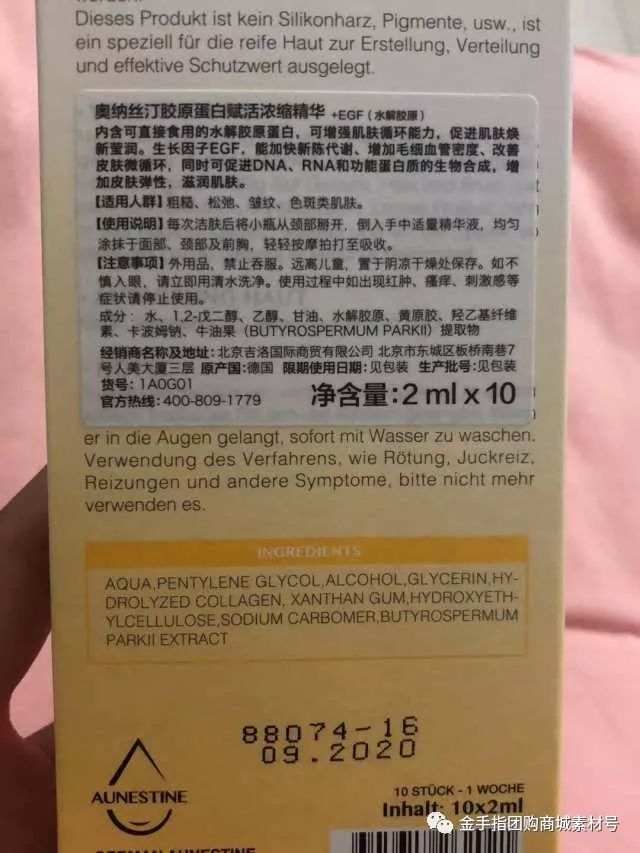 Dieses Produkt ist kein Silikonharz, Pigmente, usw., ist
ein speziell für die reife Haut zur Erstellung, Verteilung
und effektive Schutzwert ausgelegt.
奥纳丝汀胶原蛋白赋活浓缩精华 +EGF（水解胶原）
内含可直接食用的水解胶原蛋白，可增强肌肤循环能力，促进肌肤焕
新莹润。生长因子EGF，能加快新陈代谢、增加毛细血管密度、改善
皮肤微循环，同时可促进DNA、RNA和功能蛋白质的生物合成，增
加皮肤弹性，滋润肌肤。
【适用人群】粗糙、松弛、皱纹、色斑类肌肤。
【使用说明】每次洁肤后将小瓶从颈部掰开，倒入手中适量精华液，均匀
涂抹于面部、颈部及前胸，轻轻按摩拍打至吸收。
【注意事项】外用品，禁止吞服。远离儿童，置于阴凉干燥处保存。如不
慎入眼，请立即用清水洗净。使用过程中如出现红肿、瘙痒、刺激感等
症状请停止使用。
成分：水、1,2-戊二醇、乙醇、甘油、水解胶原、黄原胶、羟乙基纤维
素、卡波姆钠、牛油果（BUTYROSPERMUM PARKII）提取物
经销商名称及地址：北京吉洛国际商贸有限公司 北京市东城区板桥南巷7
号人美大厦三层 原产国：德国 限期使用日期：见包装 生产批号：见包装
货号：1A0G01
官方热线：400-809-1779 净含量：2 ml x 10
er in die Augen gelangt, sofort mit Wasser zu waschen.
Verwendung des Verfahrens, wie Rötung, Juckreiz,
Reizungen und andere Symptome, bitte nicht mehr
verwenden es.
INGREDIENTS
AQUA,PENTYLENE GLYCOL,ALCOHOL,GLYCERIN,HY-
DROLYZED COLLAGEN, XANTHAN GUM,HYDROXYETH-
YLCELLULOSE,SODIUM CARBOMER,BUTYROSPERMUM
PARKII EXTRACT
88074-16
09.2020
AUNESTINE
10 STÜCK - 1 WOCHE
Inhalt: 10x2ml
金手指团购商城素材号
GERMAN AUNESTINE